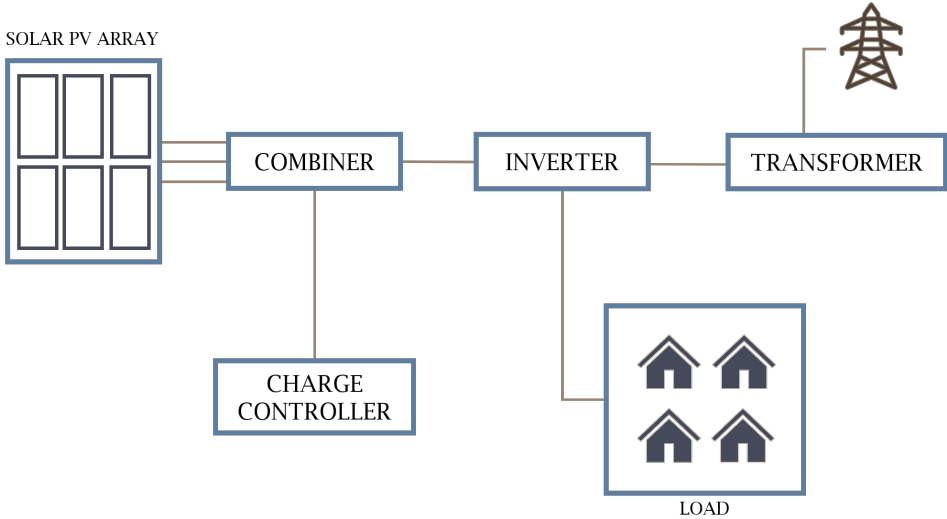 SOLAR PV ARRAY
COMBINER
INVERTER
TRANSFORMER
CHARGE
CONTROLLER
LOAD